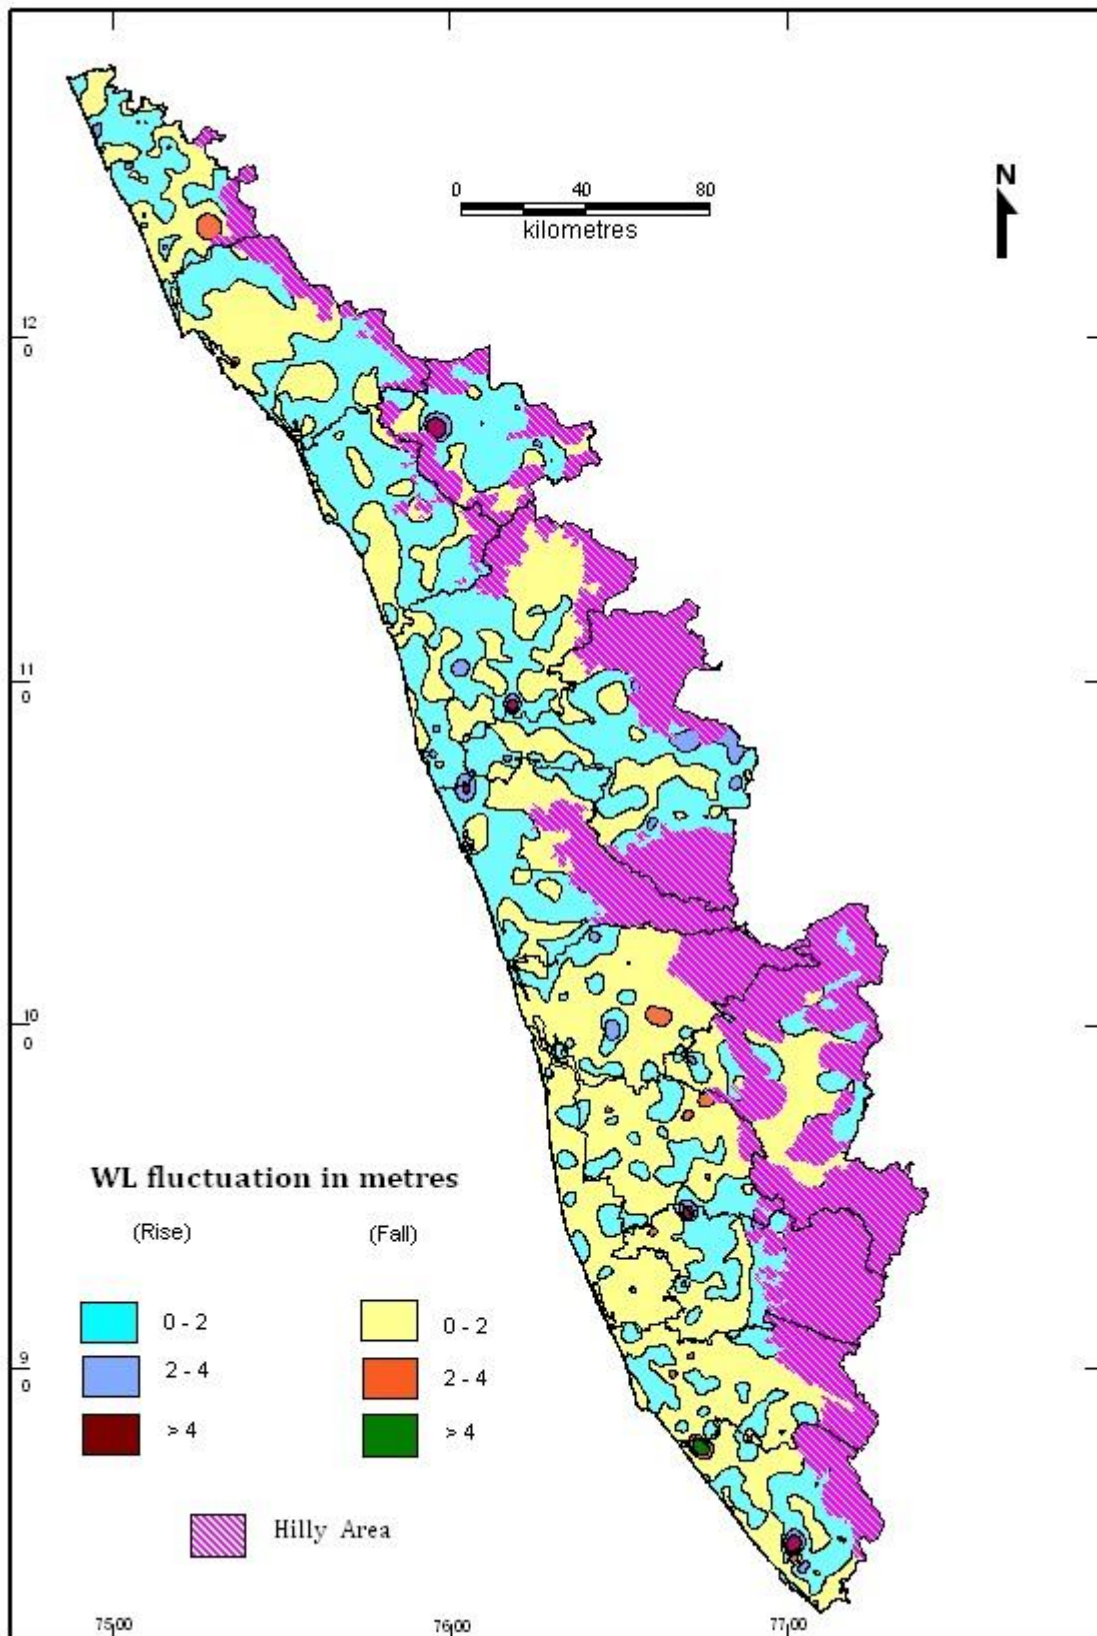 0 40 80
kilometres
N
12
0
11
0
10
0
9
0
WL fluctuation in metres
(Rise) (Fall)
0 - 2 0 - 2
2 - 4 2 - 4
> 4 > 4
Hilly Area
75,00 76,00 77,00